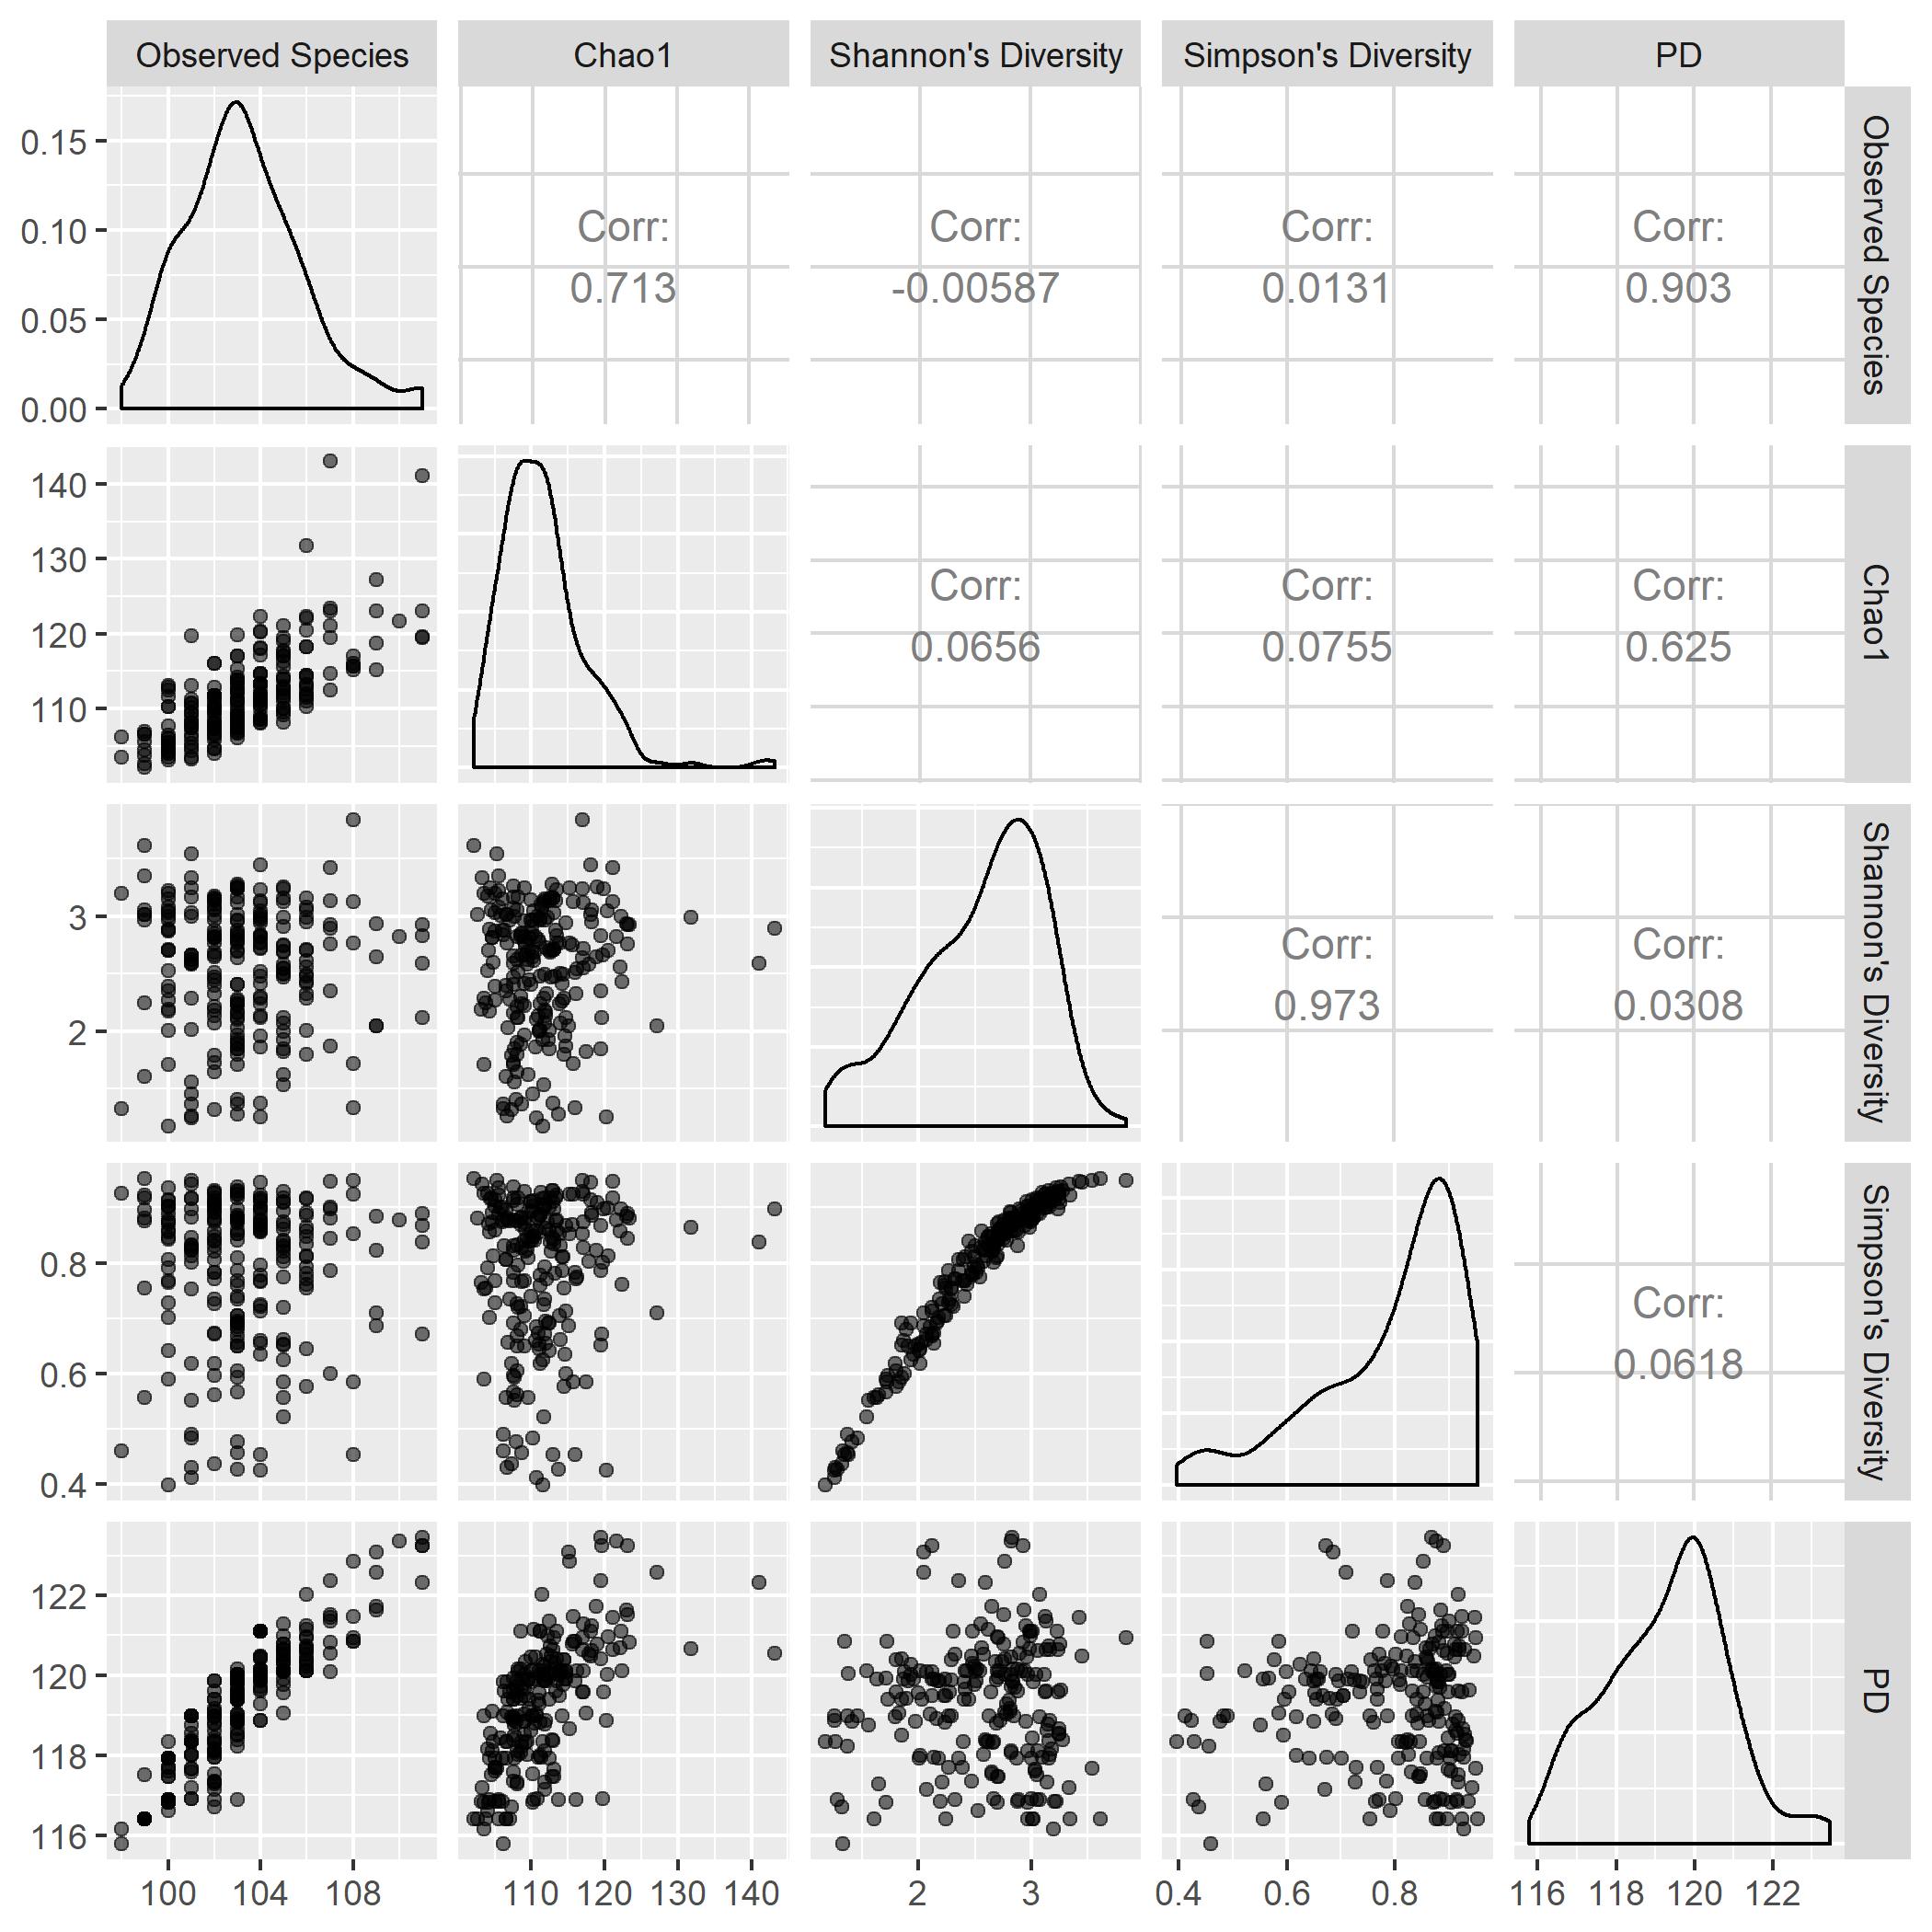 Observed Species
Chao1
Shannon's Diversity
Simpson's Diversity
PD
0.15
0.10
0.05
0.00
Corr:
0.713
Corr:
-0.00587
Corr:
0.0131
Corr:
0.903
Observed Species
140
130
120
110
Corr:
0.0656
Corr:
0.0755
Corr:
0.625
Chao1
3
2
Corr:
0.973
Corr:
0.0308
Shannon's Diversity
0.8
0.6
0.4
Corr:
0.0618
Simpson's Diversity
122
120
118
116
PD
100 104 108
110 120 130 140
2 3
0.4 0.6 0.8
116 118 120 122